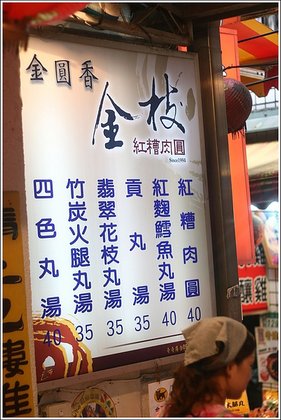 金圓香
金枝
紅糟肉圓
Since1981
紅糟肉圓 40
紅麴鱈魚丸湯 40
貢丸湯 35
翡翠花枝丸湯 35
竹炭火腿丸湯 35
四色丸湯 40